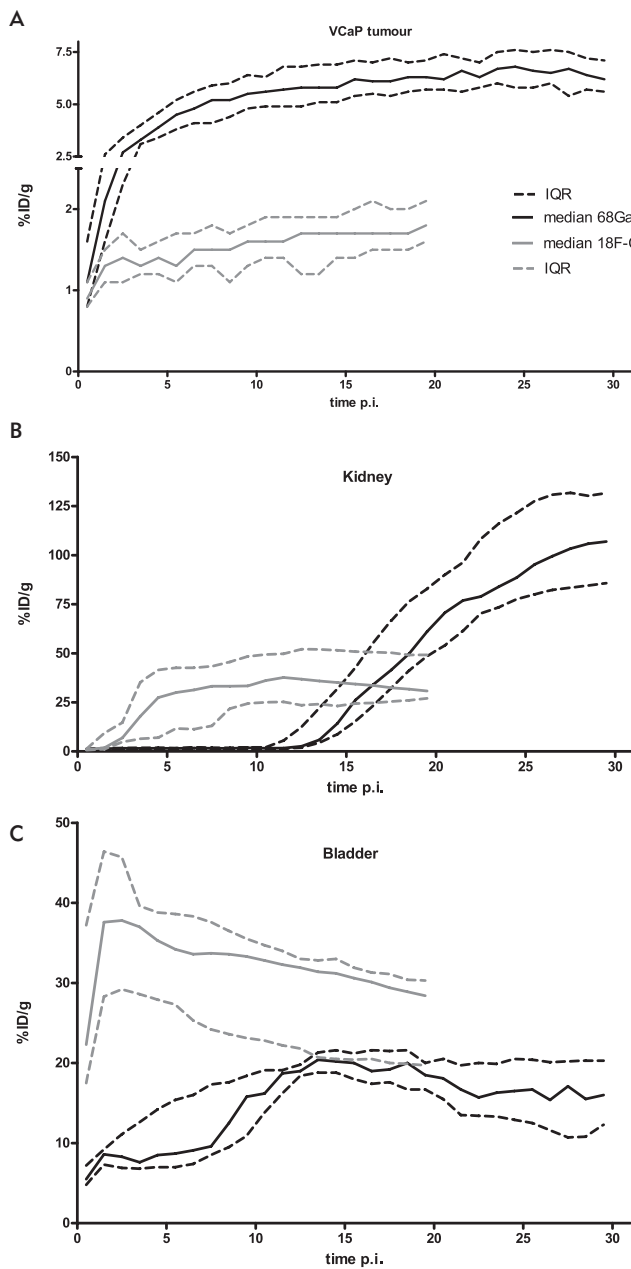 A
VCaP tumour
7.5
5.0
2.5
2
1
0
%ID/g
IQR
median 68Ga
median 18F-
IQR
0 5 10 15 20 25 30
time p.i.
B
Kidney
150
125
100
75
50
25
0
%ID/g
0 5 10 15 20 25 30
time p.i.
C
Bladder
50
40
30
20
10
0
%ID/g
0 5 10 15 20 25 30
time p.i.